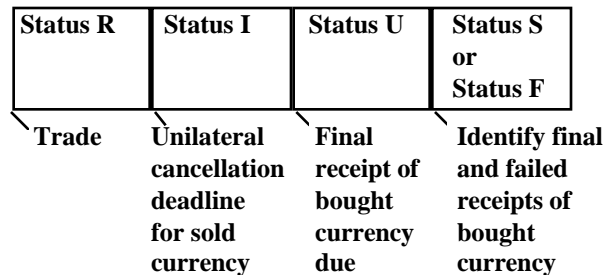 Status R
Status I
Status U
Status S
or
Status F
Trade
Unilateral
cancellation
deadline
for sold
currency
Final
receipt of
bought
currency
due
Identify final
and failed
receipts of
bought
currency